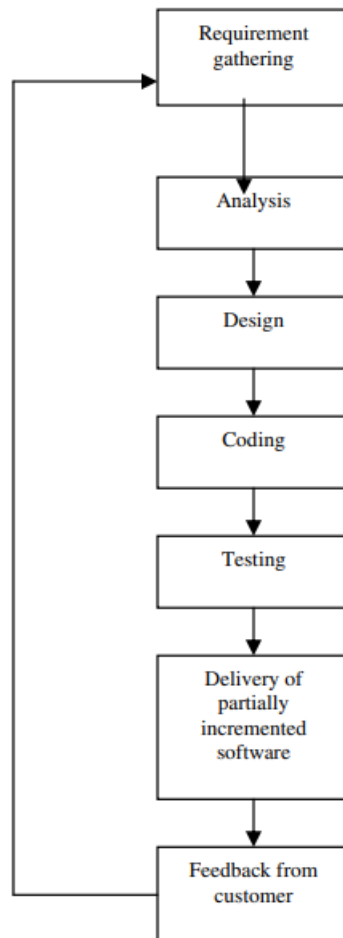 Requirement
gathering
Analysis
Design
Coding
Testing
Delivery of
partially
incremented
software
Feedback from
customer